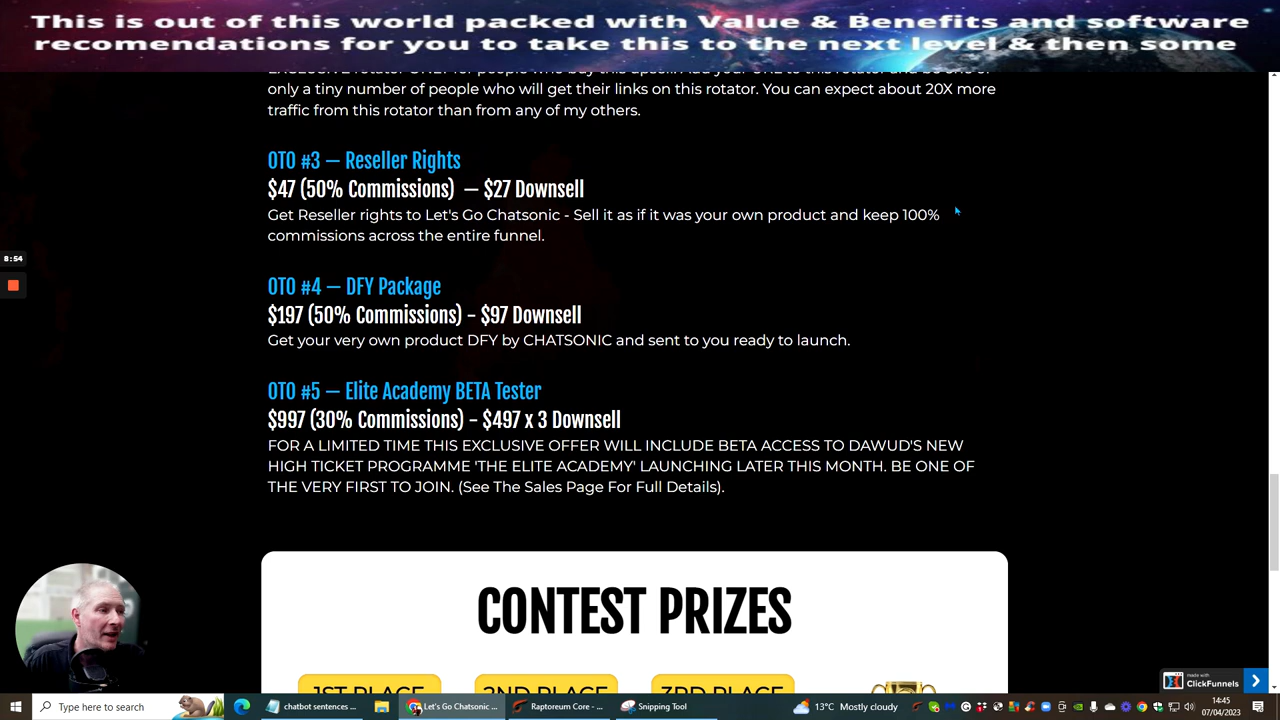 This is out of this world packed with Value & Benefits and software
recomendations for you to take this to the next level & then some
only a tiny number of people who will get their links on this rotator. You can expect about 20X more
traffic from this rotator than from any of my others.
OTO #3 — Reseller Rights
$47 (50% Commissions) — $27 Downsell
Get Reseller rights to Let's Go Chatsonic - Sell it as if it was your own product and keep 100%
commissions across the entire funnel.
8:54
OTO #4 — DFY Package
$197 (50% Commissions) - $97 Downsell
Get your very own product DFY by CHATSONIC and sent to you ready to launch.
OTO #5 — Elite Academy BETA Tester
$997 (30% Commissions) - $497 x 3 Downsell
FOR A LIMITED TIME THIS EXCLUSIVE OFFER WILL INCLUDE BETA ACCESS TO DAWUD'S NEW
HIGH TICKET PROGRAMME 'THE ELITE ACADEMY' LAUNCHING LATER THIS MONTH. BE ONE OF
THE VERY FIRST TO JOIN. (See The Sales Page For Full Details).
CONTEST PRIZES
1ST PLACE 2ND PLACE 3RD PLACE
made with
ClickFunnels
Type here to search
chatbot sentences ...
Let's Go Chatsonic ...
Raptoreum Core - ...
Snipping Tool
13°C Mostly cloudy
14:45
07/04/2023